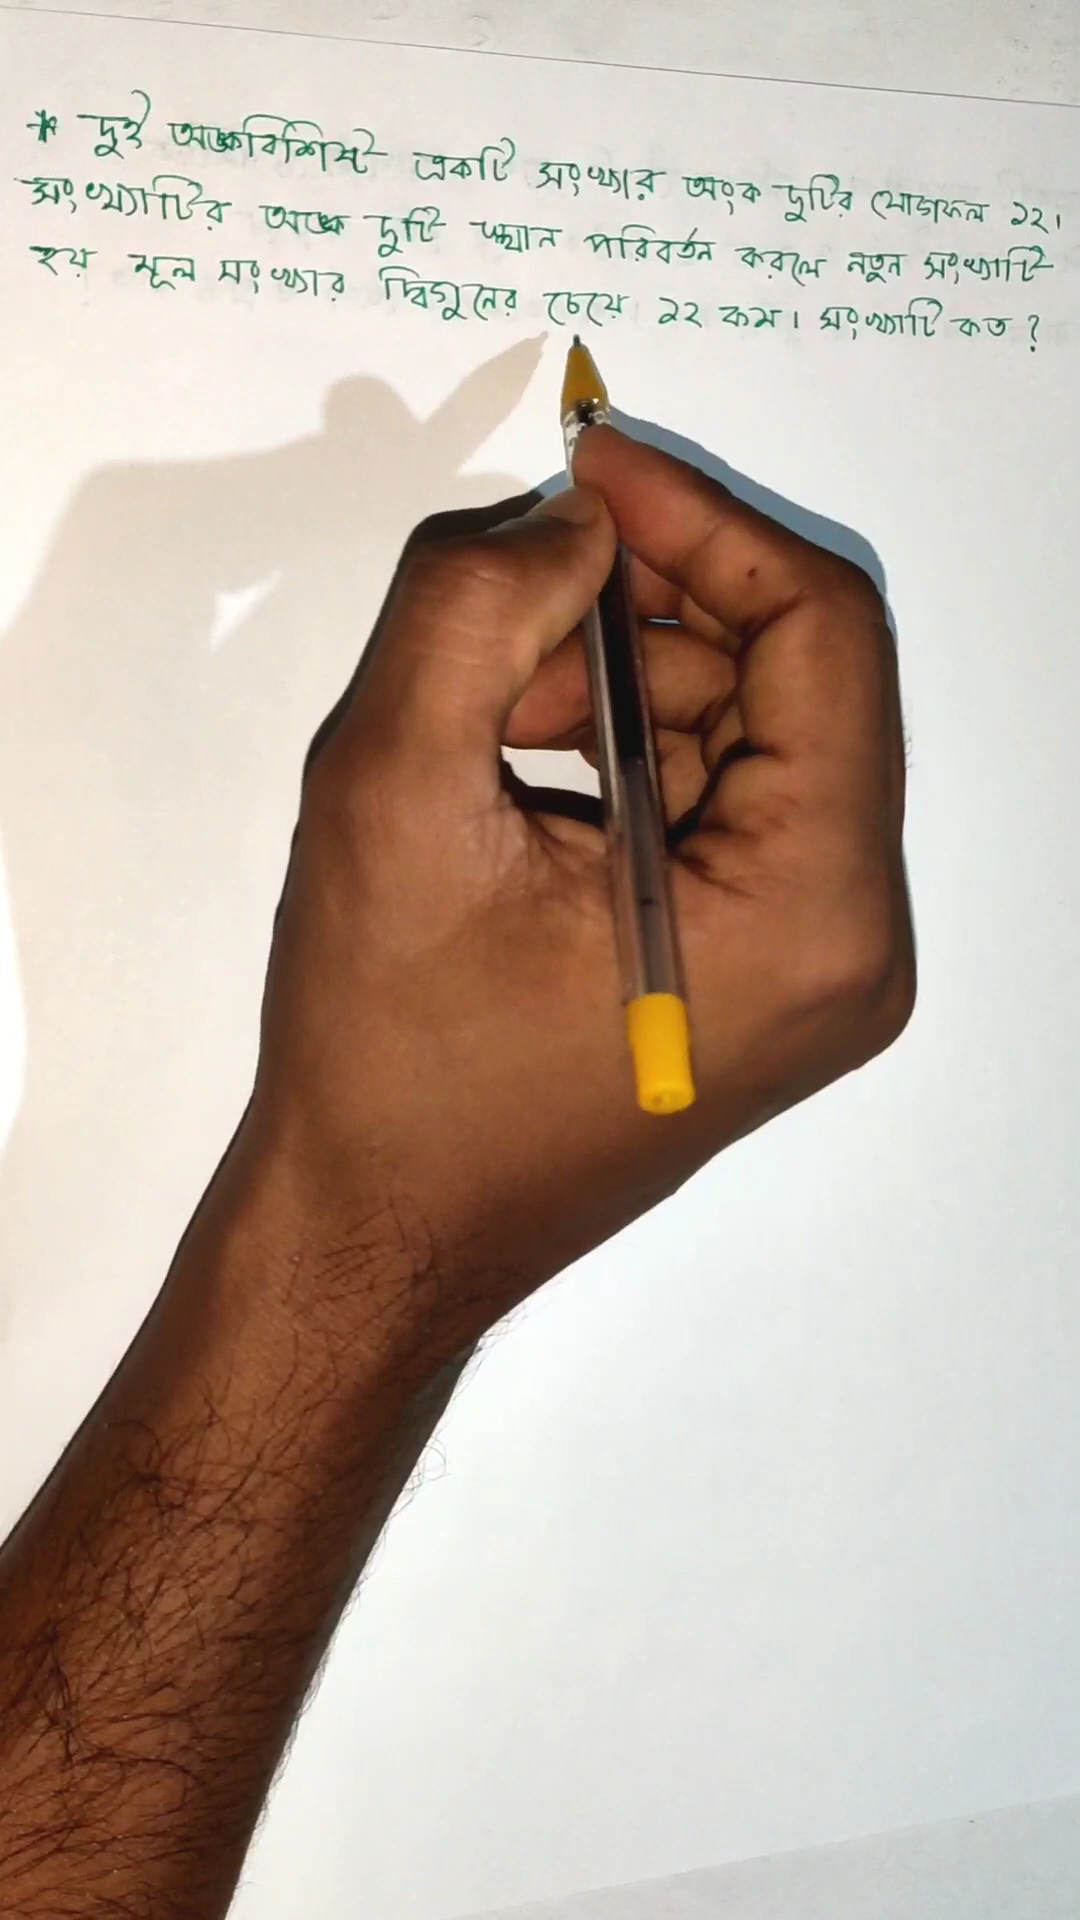 * দুই অঙ্কবিশিষ্ট একটি সংখ্যার অংক দুটির যোগফল ১২।
সংখ্যাটির অঙ্ক দুটি স্থান পরিবর্তন করলে নতুন সংখ্যাটি
হয় মূল সংখ্যার দ্বিগুনের চেয়ে ১২ কম। সংখ্যাটি কত?